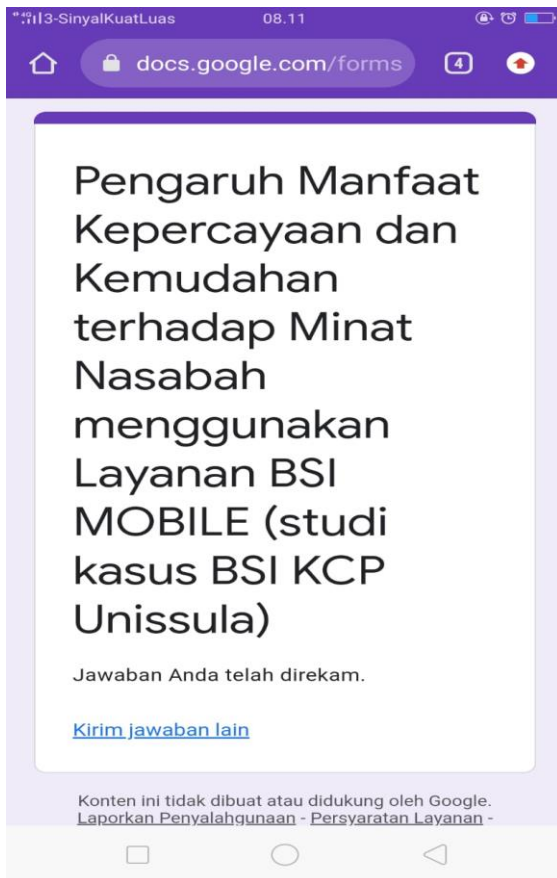 3-SinyalKuatLuas 08.11
docs.google.com/forms 4
Pengaruh Manfaat
Kepercayaan dan
Kemudahan
terhadap Minat
Nasabah
menggunakan
Layanan BSI
MOBILE (studi
kasus BSI KCP
Unissula)
Jawaban Anda telah direkam.
Kirim jawaban lain
Konten ini tidak dibuat atau didukung oleh Google.
Laporkan Penyalahgunaan - Persyaratan Layanan -